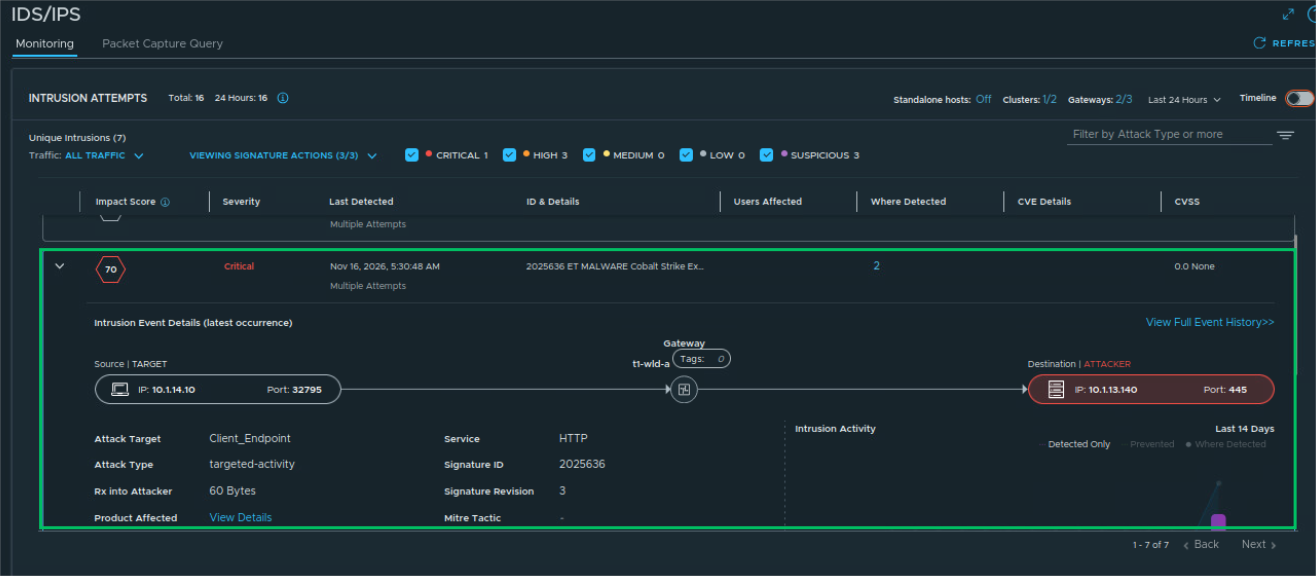 IDS/IPS
Monitoring Packet Capture Query
INTRUSION ATTEMPTS Total: 16 24 Hours: 16
Standalone hosts: Off Clusters: 1/2 Gateways: 2/3 Last 24 Hours Timeline
Unique Intrusions (7) Filter by Attack Type or more
Traffic: ALL TRAFFIC VIEWING SIGNATURE ACTIONS (3/3) CRITICAL 1 HIGH 3 MEDIUM 0 LOW 0 SUSPICIOUS 3
Impact Score Severity Last Detected ID & Details Users Affected Where Detected CVE Details CVSS
Multiple Attempts
70 Critical Nov 16, 2026, 5:30:48 AM 2025636 ET MALWARE Cobalt Strike Ex... 2 0.0 None
Multiple Attempts
Intrusion Event Details (latest occurrence) View Full Event History>>
Gateway
Source | TARGET t1-wld-a Tags: 0 Destination | ATTACKER
IP: 10.1.14.10 Port: 32795 IP: 10.1.13.140 Port: 445
Intrusion Activity Last 14 Days
Attack Target Client_Endpoint Service HTTP Detected Only Prevented Where Detected
Attack Type targeted-activity Signature ID 2025636
Rx into Attacker 60 Bytes Signature Revision 3
Product Affected View Details Mitre Tactic -
1 - 7 of 7 Back Next